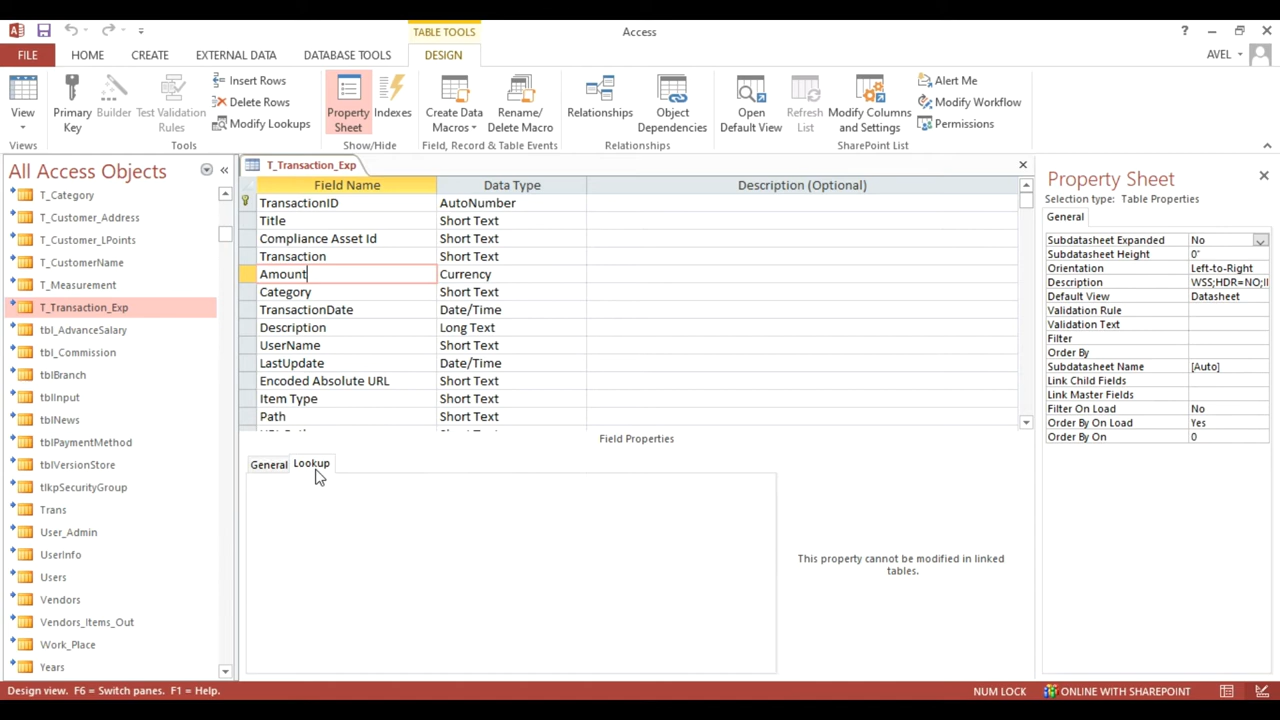 TABLE TOOLS
Access
?
FILE
HOME
CREATE
EXTERNAL DATA
DATABASE TOOLS
DESIGN
AVEL
View
Primary Key
Builder
Test Validation Rules
Insert Rows
Delete Rows
Modify Lookups
Property Sheet
Indexes
Create Data Macros
Rename/ Delete Macro
Relationships
Object Dependencies
Open Default View
Refresh List
Modify Columns and Settings
Alert Me
Modify Workflow
Permissions
Views
Tools
Show/Hide
Field, Record & Table Events
Relationships
SharePoint List
All Access Objects
T_Category
T_Customer_Address
T_Customer_LPoints
T_CustomerName
T_Measurement
T_Transaction_Exp
tbl_AdvanceSalary
tbl_Commission
tblBranch
tblInput
tblNews
tblPaymentMethod
tblVersionStore
tlkpSecurityGroup
Trans
User_Admin
UserInfo
Users
Vendors
Vendors_Items_Out
Work_Place
Years
T_Transaction_Exp
Field Name Data Type Description (Optional)
TransactionID AutoNumber
Title Short Text
Compliance Asset Id Short Text
Transaction Short Text
Amount Currency
Category Short Text
TransactionDate Date/Time
Description Long Text
UserName Short Text
LastUpdate Date/Time
Encoded Absolute URL Short Text
Item Type Short Text
Path Short Text
Field Properties
General Lookup
This property cannot be modified in linked
tables.
Property Sheet
Selection type: Table Properties
General
Subdatasheet Expanded No
Subdatasheet Height 0"
Orientation Left-to-Right
Description WSS;HDR=NO;II
Default View Datasheet
Validation Rule
Validation Text
Filter
Order By
Subdatasheet Name [Auto]
Link Child Fields
Link Master Fields
Filter On Load No
Order By On Load Yes
Order By On 0
Design view. F6 = Switch panes. F1 = Help.
NUM LOCK
ONLINE WITH SHAREPOINT